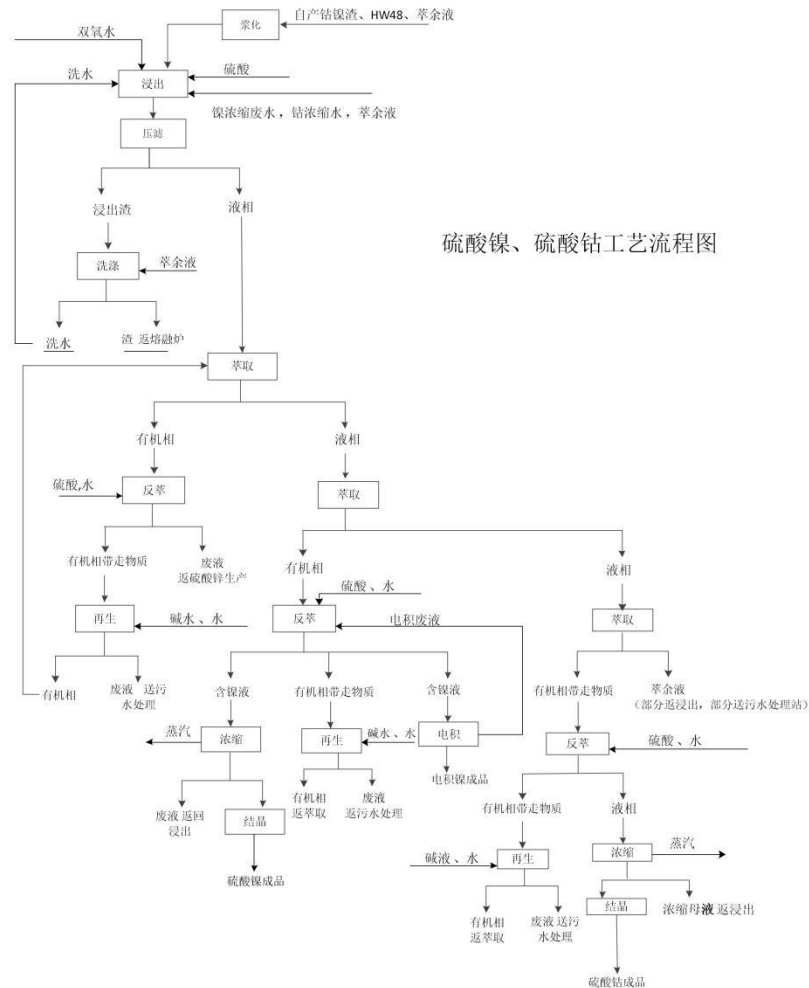 浆化
自产钴镍渣、HW48、萃余液
双氧水
洗水
浸出
硫酸
镍浓缩废水，钴浓缩水，萃余液
压滤
浸出渣
液相
硫酸镍、硫酸钴工艺流程图
洗涤
萃余液
洗水
渣 返熔融炉
萃取
有机相
液相
硫酸,水
反萃
萃取
有机相带走物质
废液
返硫酸锌生产
有机相
液相
硫酸、水
再生
碱水、水
反萃
电积废液
萃取
有机相
废液 送污
水处理
含镍液
有机相带走物质
含镍液
有机相带走物质
萃余液
（部分返浸出，部分送污水处理站）
蒸汽
浓缩
再生
碱水、水
电积
反萃
硫酸、水
废液 返回
浸出
结晶
有机相
返萃取
废液
返污水处理
电积镍成品
有机相带走物质
液相
硫酸镍成品
碱液、水
再生
浓缩
蒸汽
有机相
返萃取
废液 送污
水处理
结晶
浓缩母液 返浸出
硫酸钴成品